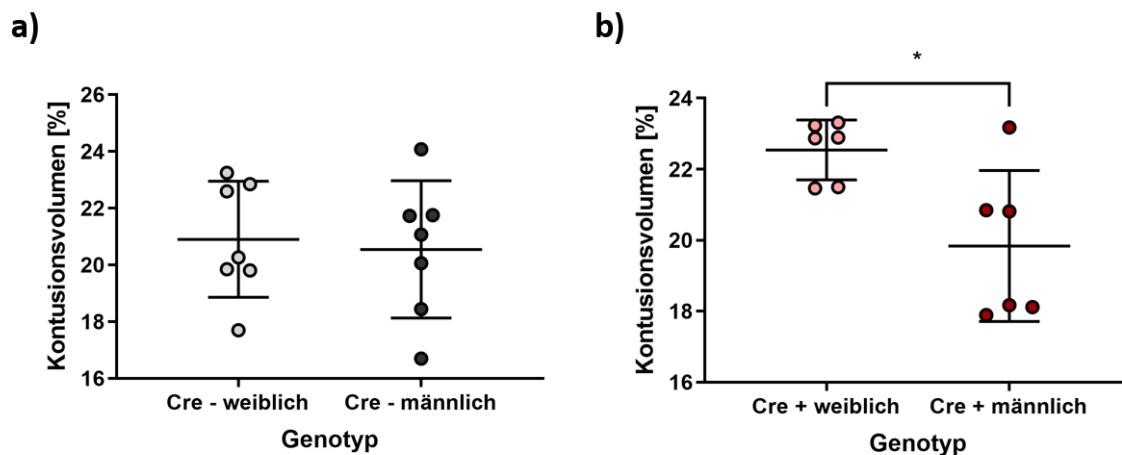 a)
Kontusionsvolumen [%]
26
24
22
20
18
16
Cre - weiblich
Cre - männlich
Genotyp
b)
*
Kontusionsvolumen [%]
24
22
20
18
16
Cre + weiblich
Cre + männlich
Genotyp